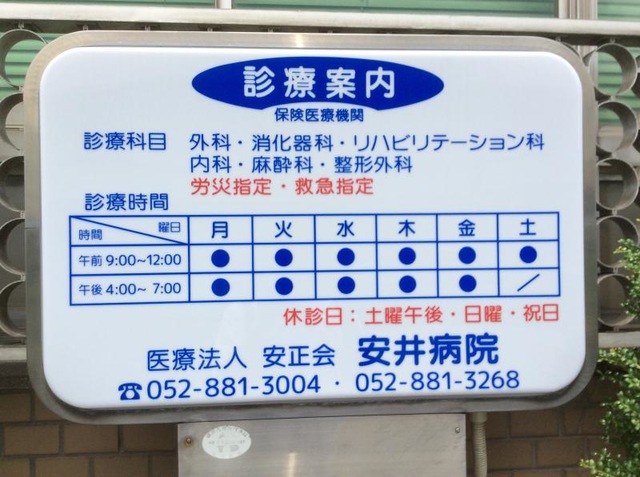 診療案内
保険医療機関
診療科目 外科・消化器科・リハビリテーション科
内科・麻酔科・整形外科
労災指定・救急指定
診療時間
時間 曜日 月 火 水 木 金 土
午前 9:00~12:00 ● ● ● ● ● ●
午後 4:00~ 7:00 ● ● ● ● ● /
休診日:土曜午後・日曜・祝日
医療法人 安正会 安井病院
☎052-881-3004・052-881-3268